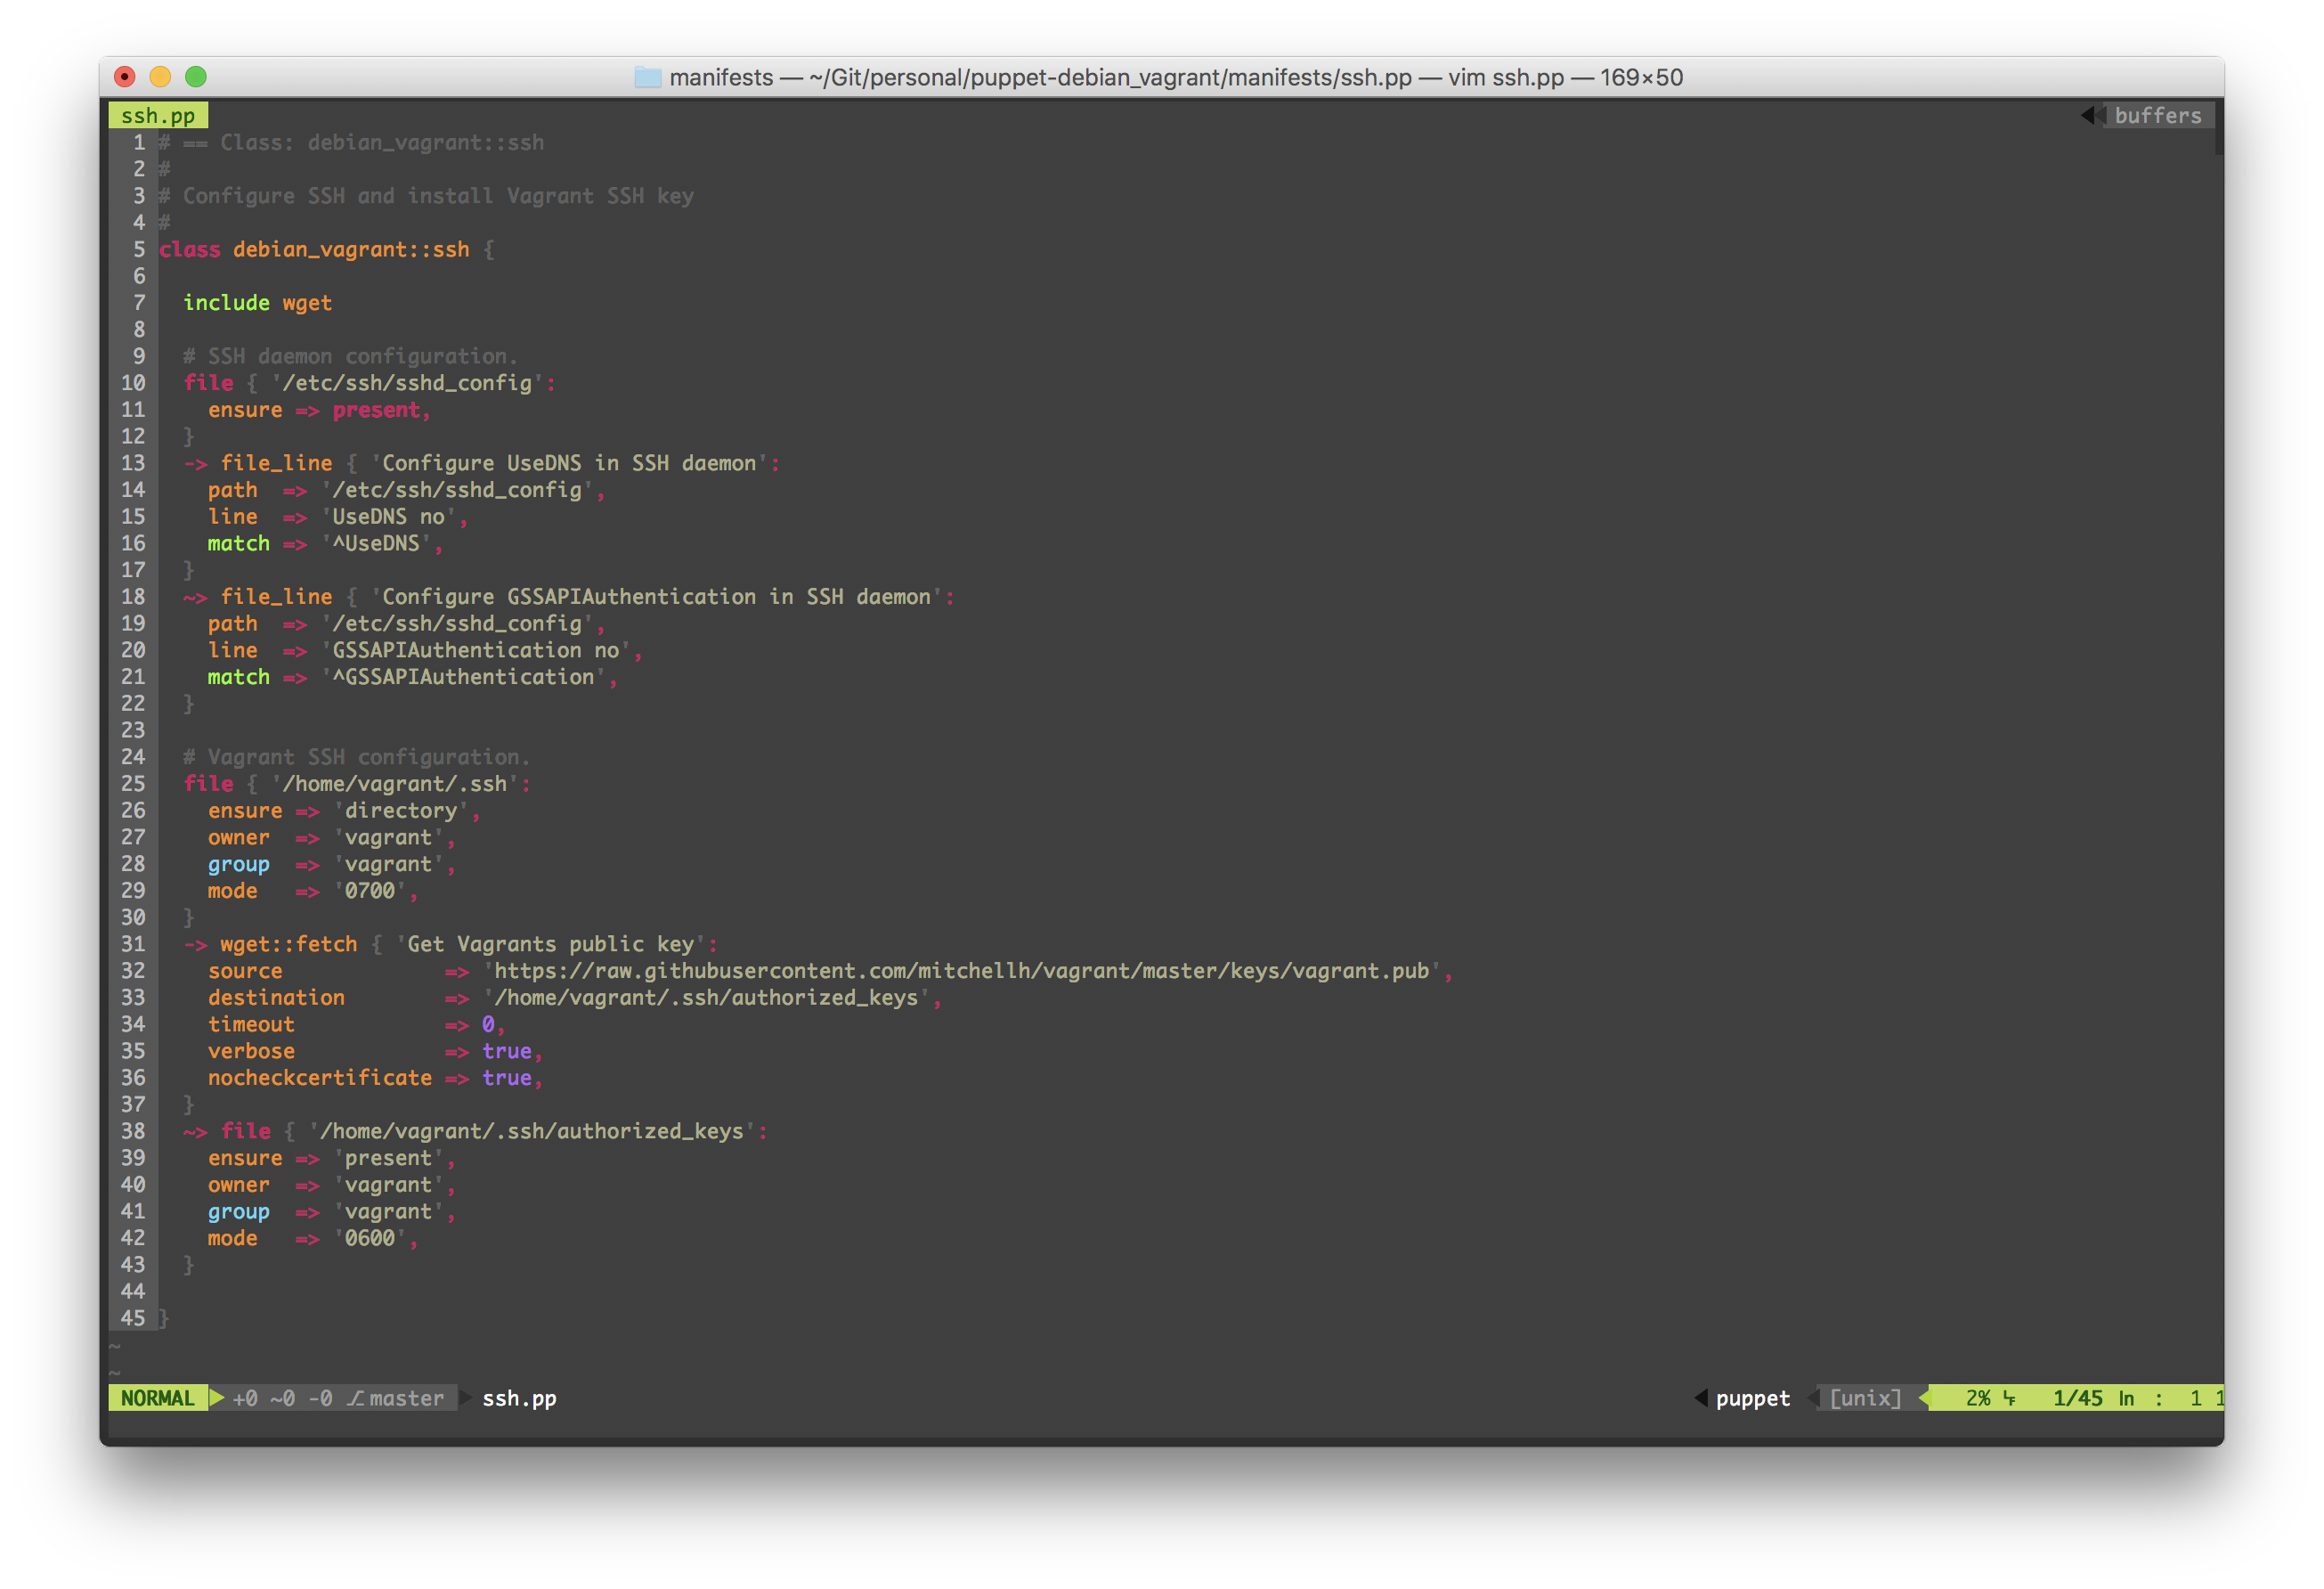 manifests — ~/Git/personal/puppet-debian_vagrant/manifests/ssh.pp — vim ssh.pp — 169×50
ssh.pp buffers
1 # == Class: debian_vagrant::ssh
2 #
3 # Configure SSH and install Vagrant SSH key
4 #
5 class debian_vagrant::ssh {
6
7   include wget
8
9   # SSH daemon configuration.
10   file { '/etc/ssh/sshd_config':
11     ensure => present,
12   }
13   -> file_line { 'Configure UseDNS in SSH daemon':
14     path  => '/etc/ssh/sshd_config',
15     line  => 'UseDNS no',
16     match => '^UseDNS',
17   }
18   ~> file_line { 'Configure GSSAPIAuthentication in SSH daemon':
19     path  => '/etc/ssh/sshd_config',
20     line  => 'GSSAPIAuthentication no',
21     match => '^GSSAPIAuthentication',
22   }
23
24   # Vagrant SSH configuration.
25   file { '/home/vagrant/.ssh':
26     ensure => 'directory',
27     owner  => 'vagrant',
28     group  => 'vagrant',
29     mode   => '0700',
30   }
31   -> wget::fetch { 'Get Vagrants public key':
32     source             => 'https://raw.githubusercontent.com/mitchellh/vagrant/master/keys/vagrant.pub',
33     destination        => '/home/vagrant/.ssh/authorized_keys',
34     timeout            => 0,
35     verbose            => true,
36     nocheckcertificate => true,
37   }
38   ~> file { '/home/vagrant/.ssh/authorized_keys':
39     ensure => 'present',
40     owner  => 'vagrant',
41     group  => 'vagrant',
42     mode   => '0600',
43   }
44
45 }
~
~
NORMAL +0 ~0 -0 ⎇ master ssh.pp puppet [unix] 2% ␊ 1/45 ln : 1 1